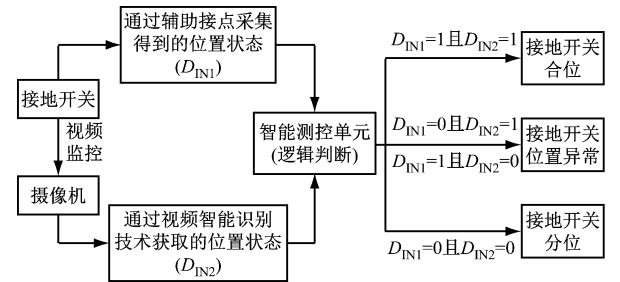 通过辅助接点采集
得到的位置状态
(DIN1)
接地开关
视频
监控
摄像机
通过视频智能识别
技术获取的位置状态
(DIN2)
智能测控单元
(逻辑判断)
DIN1=1且DIN2=1
接地开关
合位
DIN1=0且DIN2=1
DIN1=1且DIN2=0
接地开关
位置异常
DIN1=0且DIN2=0
接地开关
分位